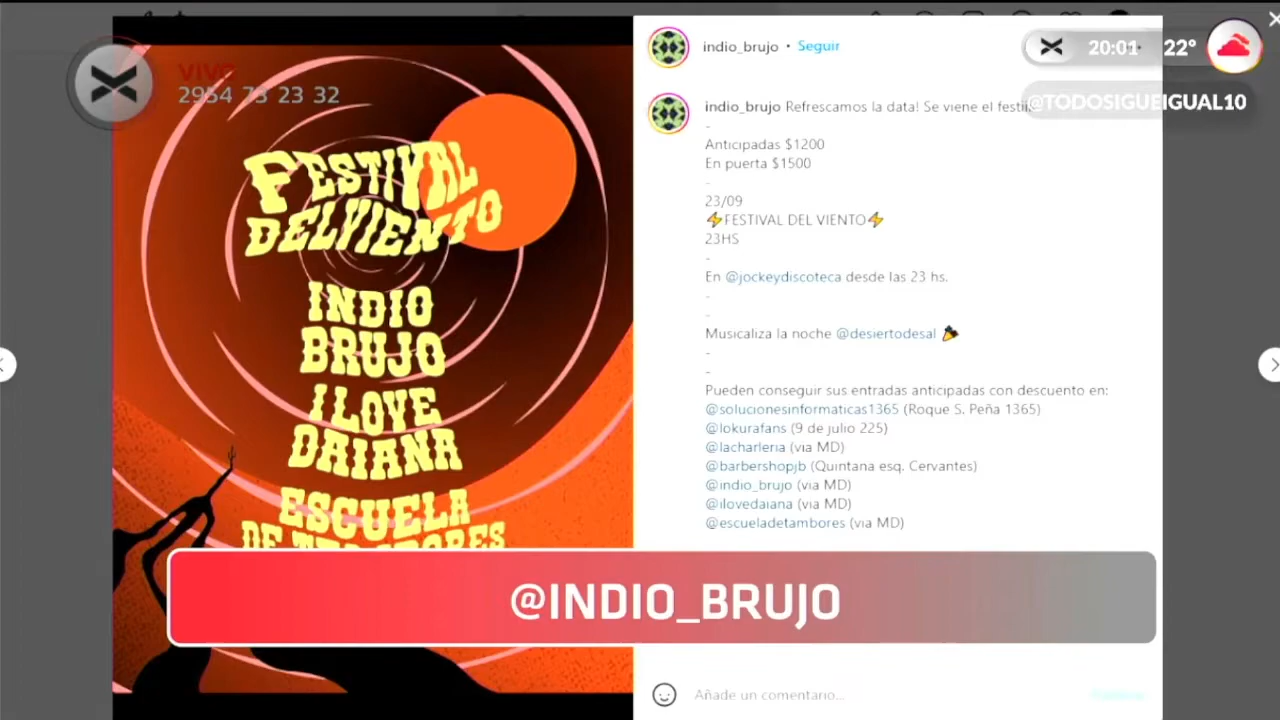 VIVO
2954 73 23 32
FESTIVAL
DELVIENTO
INDIO
BRUJO
I LOVE
DAIANA
ESCUELA
DE
indio_brujo • Seguir
20:01
22°
@TODOSIGUEIGUAL10
indio_brujo Refrescamos la data! Se viene el
-
Anticipadas $1200
En puerta $1500
-
23/09
⚡FESTIVAL DEL VIENTO⚡
23HS
-
En @jockeydiscoteca desde las 23 hs.
-
-
Musicaliza la noche @desiertodesal
-
-
Pueden conseguir sus entradas anticipadas con descuento en:
@solucionesinformaticas1365 (Roque S. Peña 1365)
@lokurafans (9 de julio 225)
@lacharleria (via MD)
@barbershopjb (Quintana esq. Cervantes)
@indio_brujo (via MD)
@ilovedaiana (via MD)
@escueladetambores (via MD)
@INDIO_BRUJO
Añade un comentario...